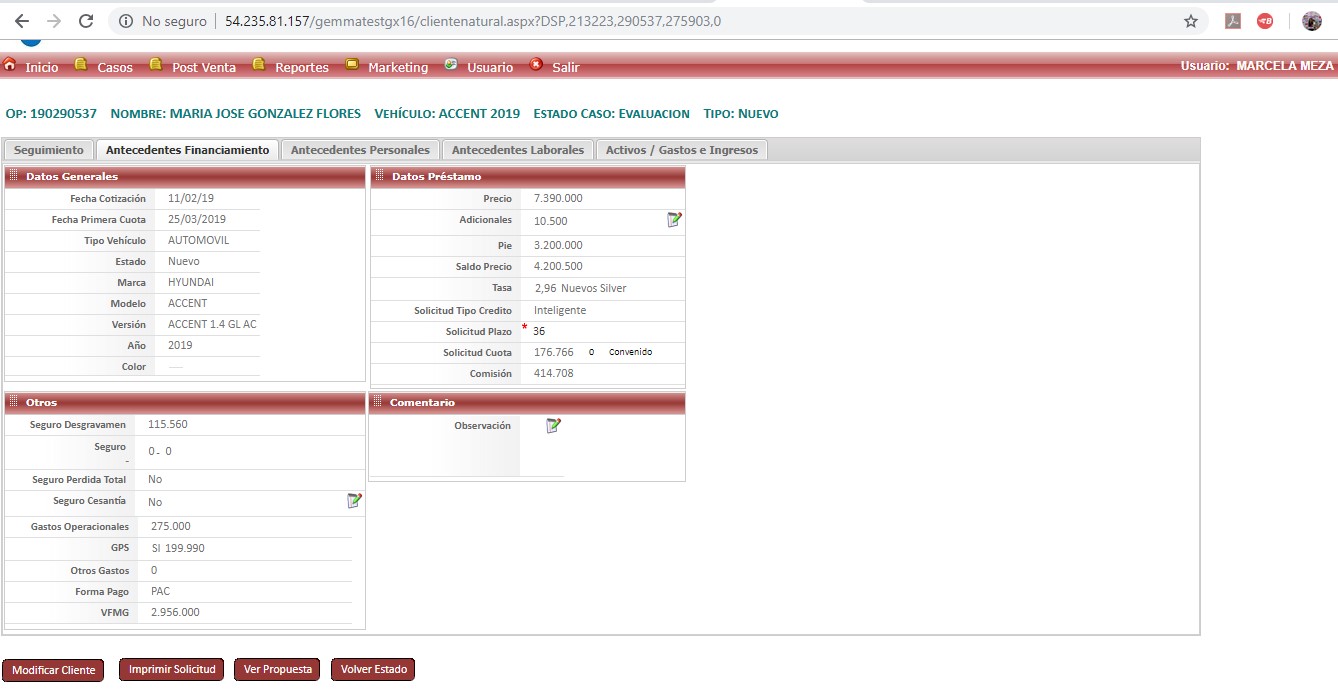 No seguro 54.235.81.157/gemmatestgx16/clientenatural.aspx?DSP,213223,290537,275903,0
Inicio Casos Post Venta Reportes Marketing Usuario Salir Usuario: MARCELA MEZA
OP: 190290537 NOMBRE: MARIA JOSE GONZALEZ FLORES VEHÍCULO: ACCENT 2019 ESTADO CASO: EVALUACION TIPO: NUEVO
Seguimiento Antecedentes Financiamiento Antecedentes Personales Antecedentes Laborales Activos / Gastos e Ingresos
Datos Generales
Fecha Cotización 11/02/19
Fecha Primera Cuota 25/03/2019
Tipo Vehículo AUTOMOVIL
Estado Nuevo
Marca HYUNDAI
Modelo ACCENT
Versión ACCENT 1.4 GL AC
Año 2019
Color
Datos Préstamo
Precio 7.390.000
Adicionales 10.500
Pie 3.200.000
Saldo Precio 4.200.500
Tasa 2,96 Nuevos Silver
Solicitud Tipo Credito Inteligente
Solicitud Plazo * 36
Solicitud Cuota 176.766 0 Convenido
Comisión 414.708
Otros
Seguro Desgravamen 115.560
Seguro 0 - 0
-
Seguro Perdida Total No
Seguro Cesantía No
Gastos Operacionales 275.000
GPS SI 199.990
Otros Gastos 0
Forma Pago PAC
VFMG 2.956.000
Comentario
Observación
Modificar Cliente Imprimir Solicitud Ver Propuesta Volver Estado